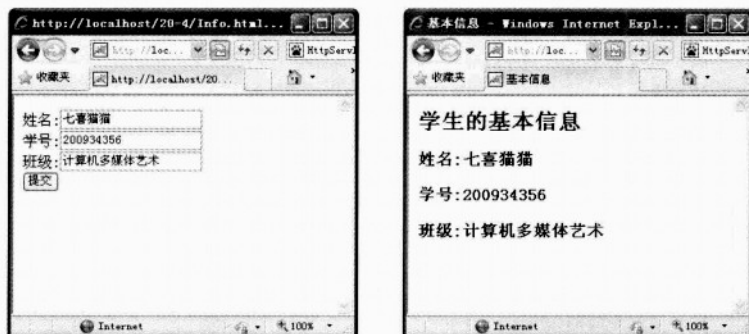 http://localhost/20-4/Info.html...
http://loc...
HttpServ
收藏夹
http://localhost/20...
姓名:七喜猫猫
学号:200934356
班级:计算机多媒体艺术
提交
Internet
100%
基本信息 - Windows Internet Expl...
http://loc...
HttpServ
收藏夹
基本信息
学生的基本信息
姓名:七喜猫猫
学号:200934356
班级:计算机多媒体艺术
Internet
100%